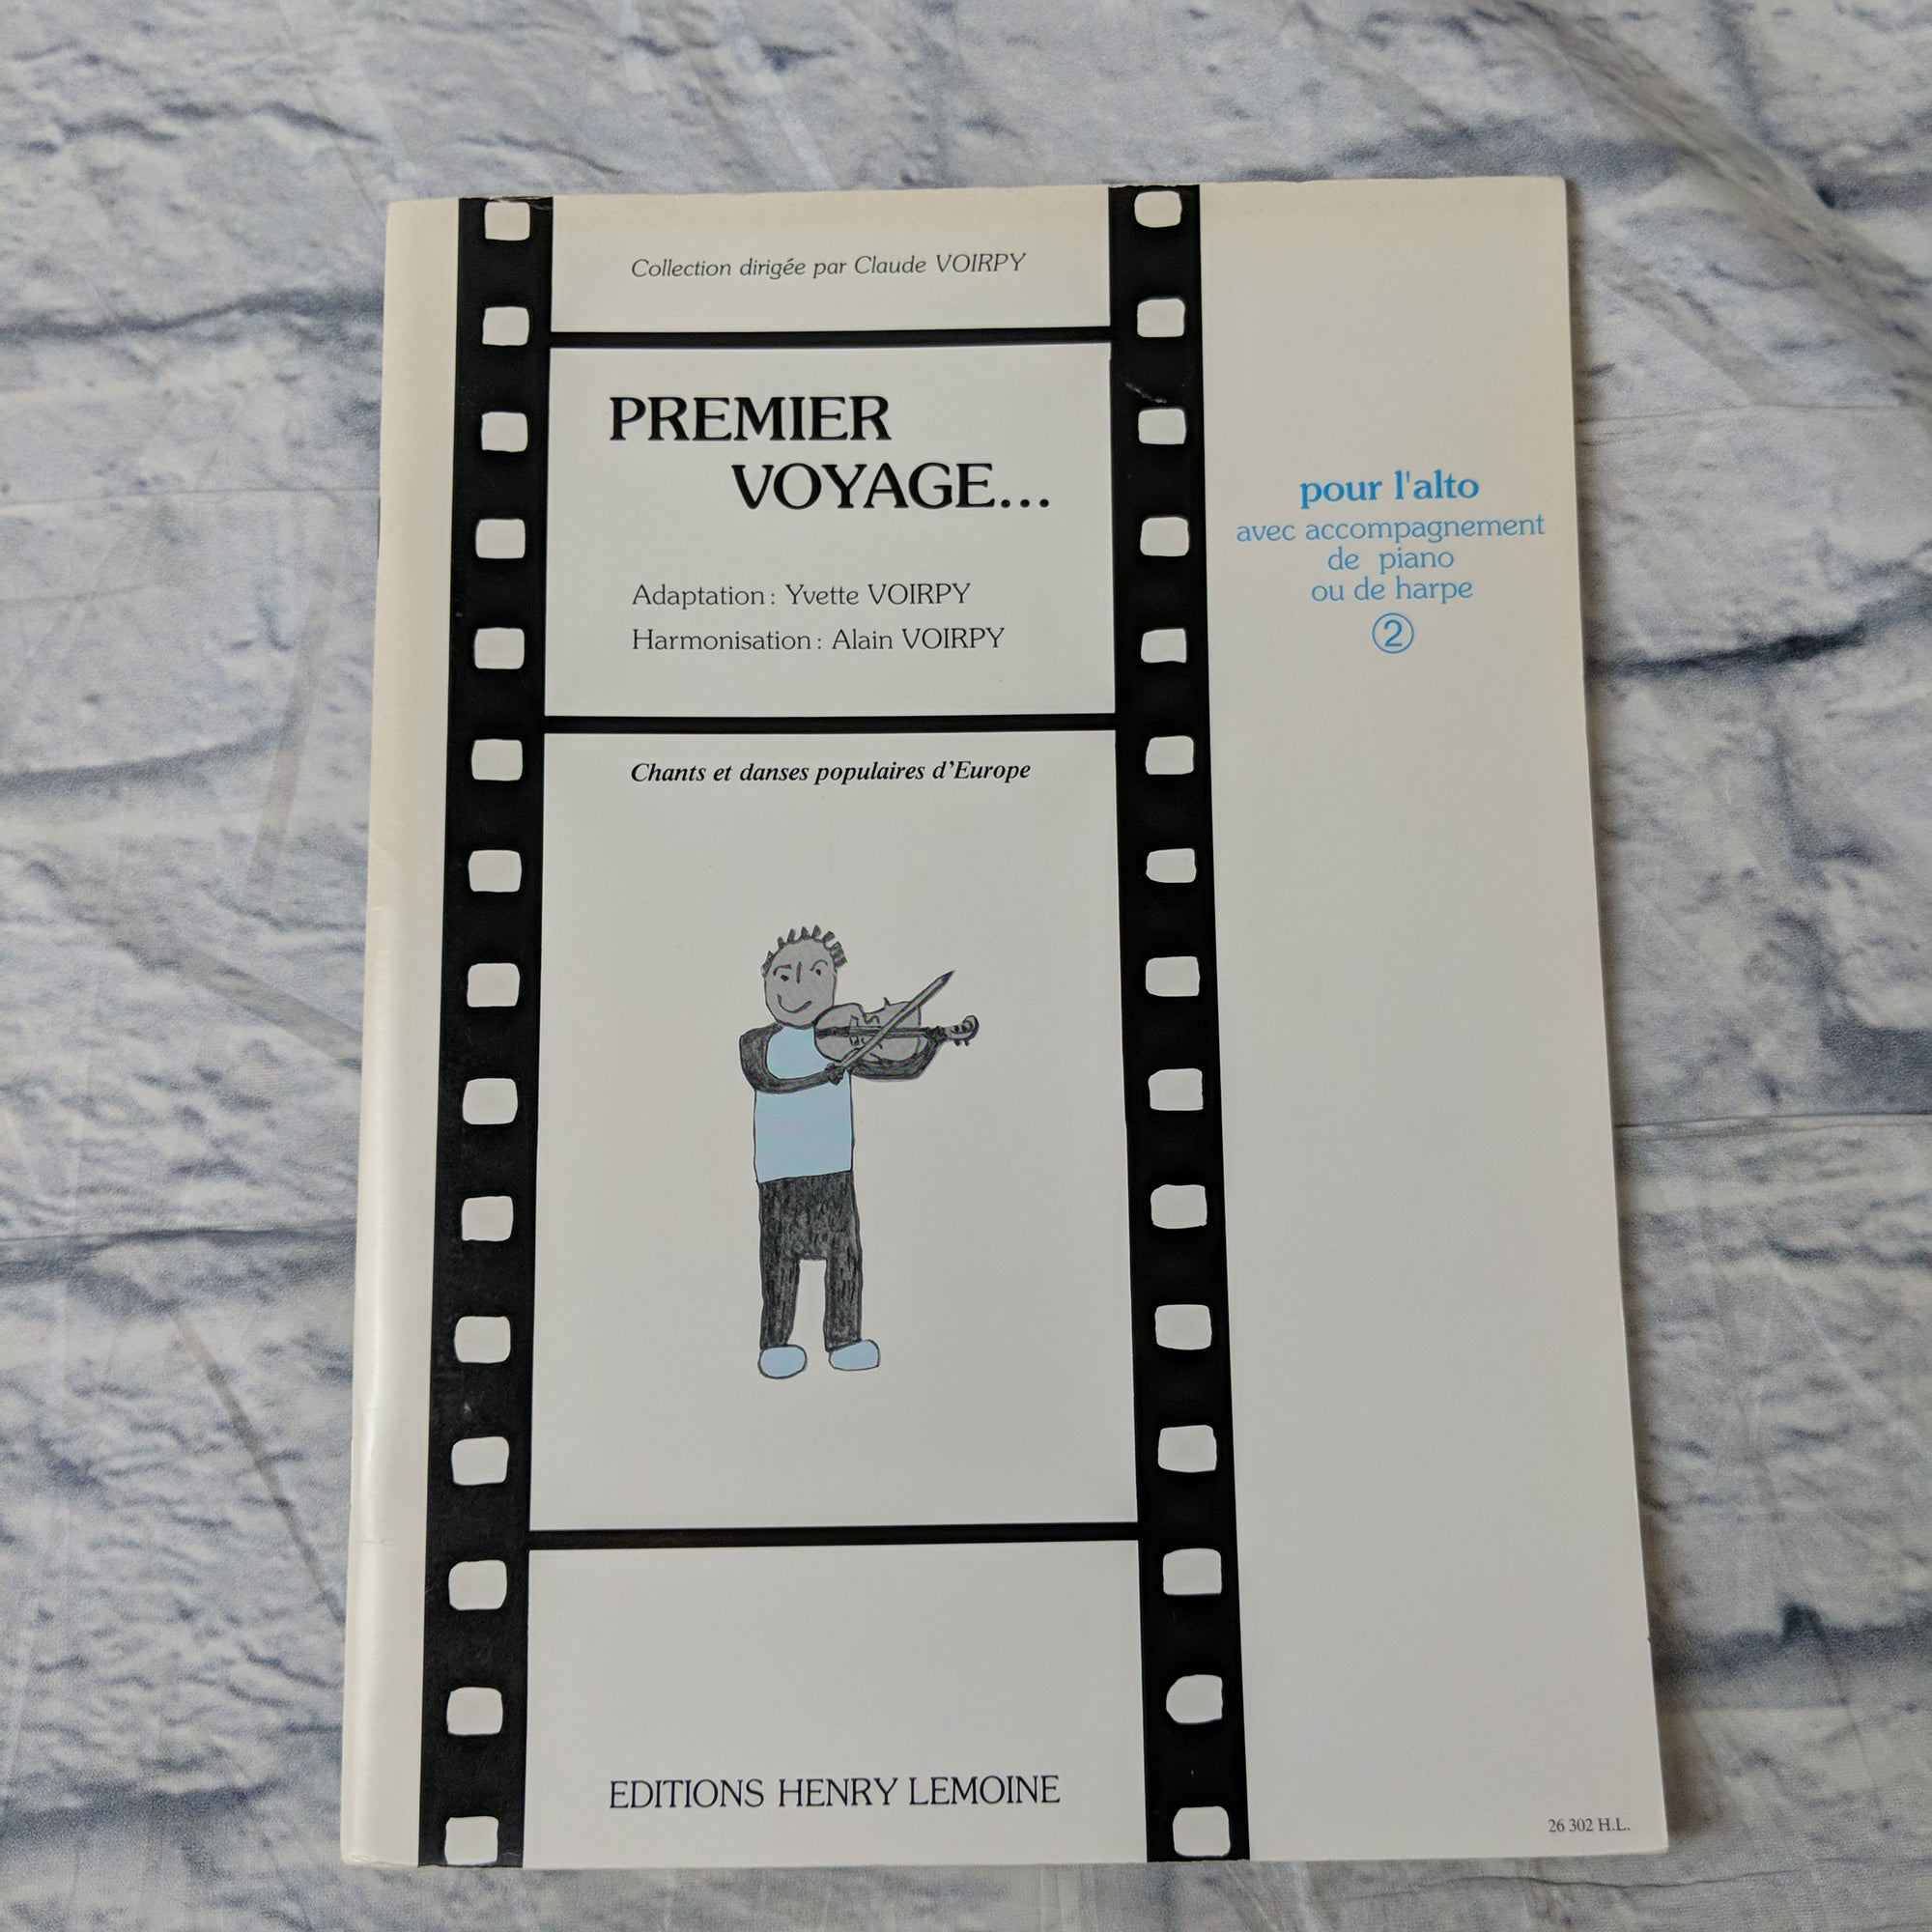 Collection dirigée par Claude VOIRPY
PREMIER
VOYAGE...
Adaptation : Yvette VOIRPY
Harmonisation : Alain VOIRPY
Chants et danses populaires d'Europe
EDITIONS HENRY LEMOINE
pour l'alto
avec accompagnement
de piano
ou de harpe
②
26 302 H.L.